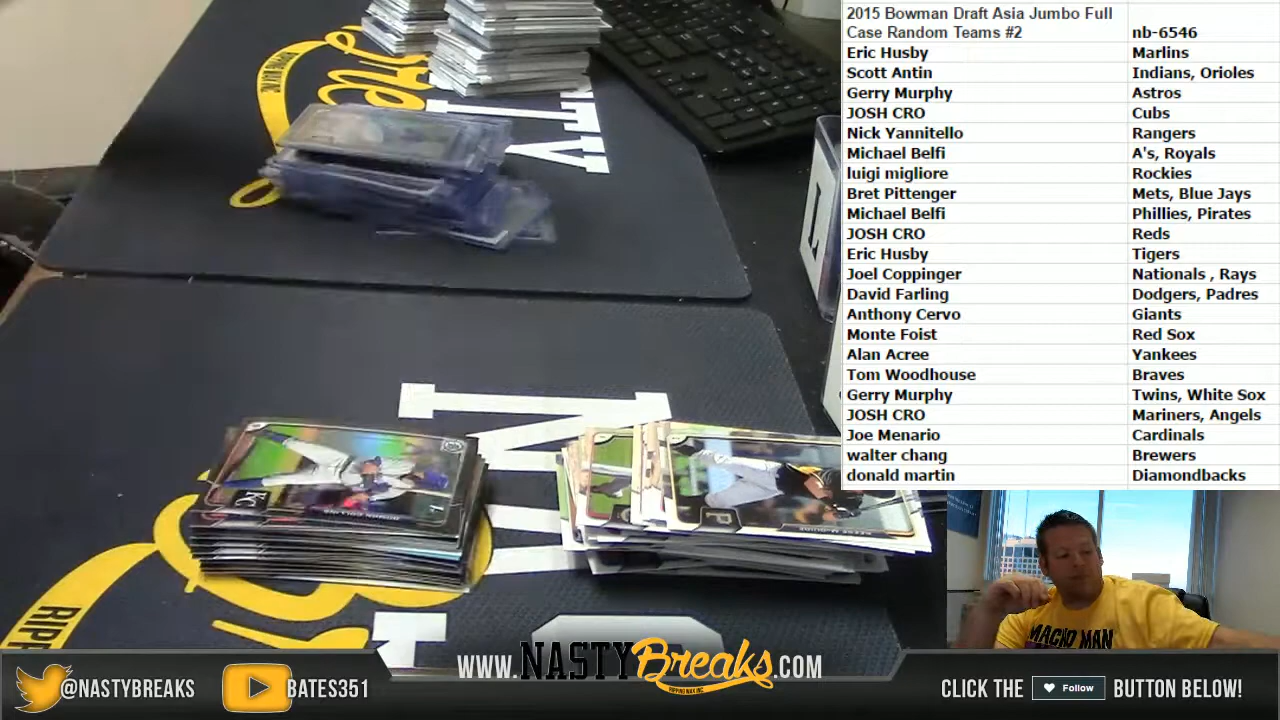 2015 Bowman Draft Asia Jumbo Full
Case Random Teams #2 nb-6546
Eric Husby Marlins
Scott Antin Indians, Orioles
Gerry Murphy Astros
JOSH CRO Cubs
Nick Yannitello Rangers
Michael Belfi A's, Royals
luigi migliore Rockies
Bret Pittenger Mets, Blue Jays
Michael Belfi Phillies, Pirates
JOSH CRO Reds
Eric Husby Tigers
Joel Coppinger Nationals , Rays
David Farling Dodgers, Padres
Anthony Cervo Giants
Monte Foist Red Sox
Alan Acree Yankees
Tom Woodhouse Braves
Gerry Murphy Twins, White Sox
JOSH CRO Mariners, Angels
Joe Menario Cardinals
walter chang Brewers
donald martin Diamondbacks
MACHO MAN
@NASTYBREAKS
BATES351
WWW.NASTYBreaks.COM
RIPPING WAX INC
CLICK THE Follow BUTTON BELOW!